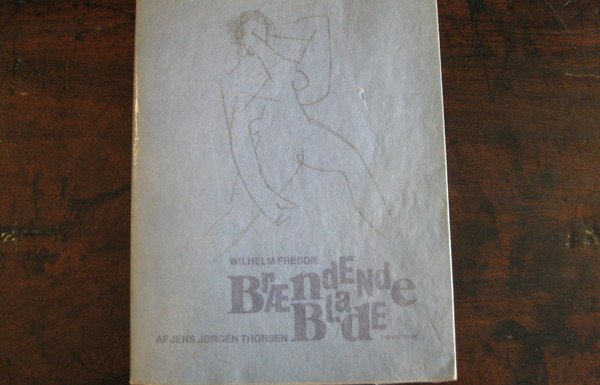 WILHELM FREDDIE
BrÆndENde
BLadE
AF JENS JØRGEN THORSEN